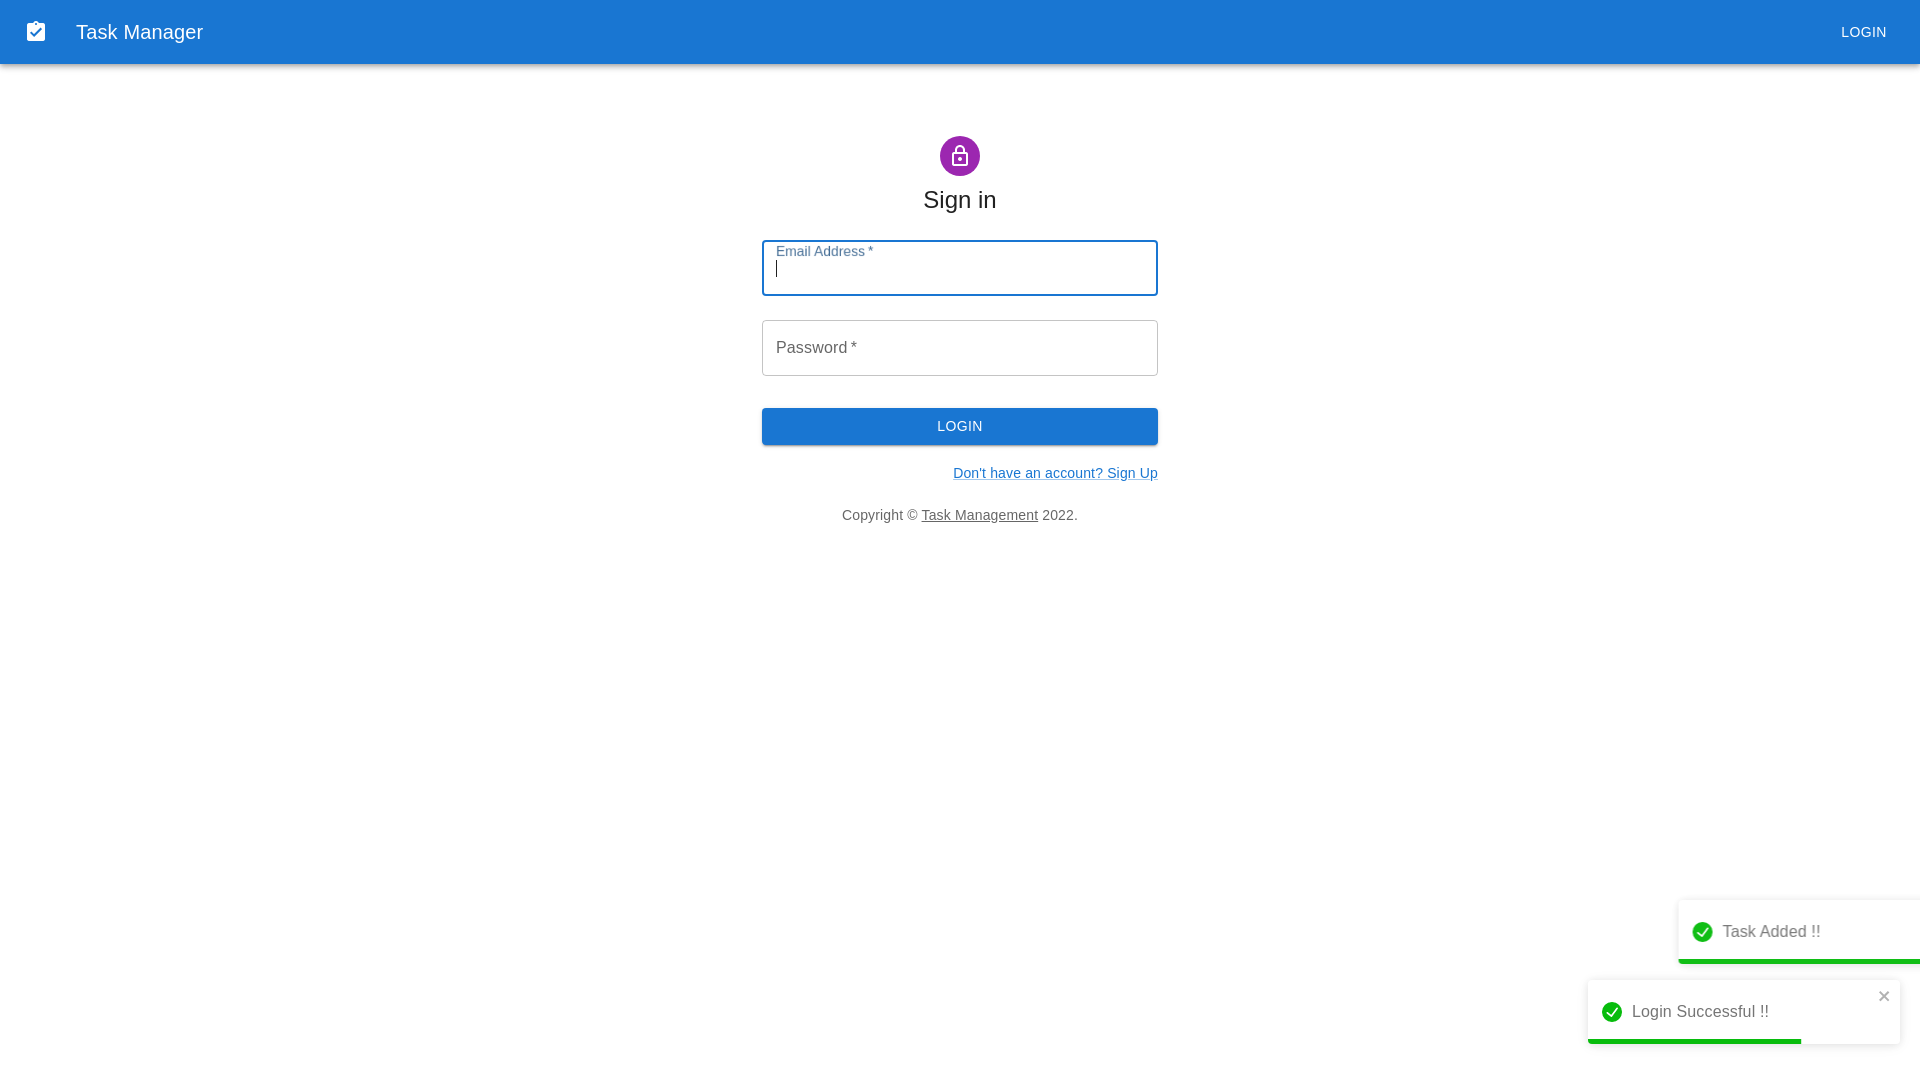 Task Manager
LOGIN
Sign in
Email Address *
Password *
LOGIN
Don't have an account? Sign Up
Copyright © Task Management 2022.
Task Added !!
Login Successful !!